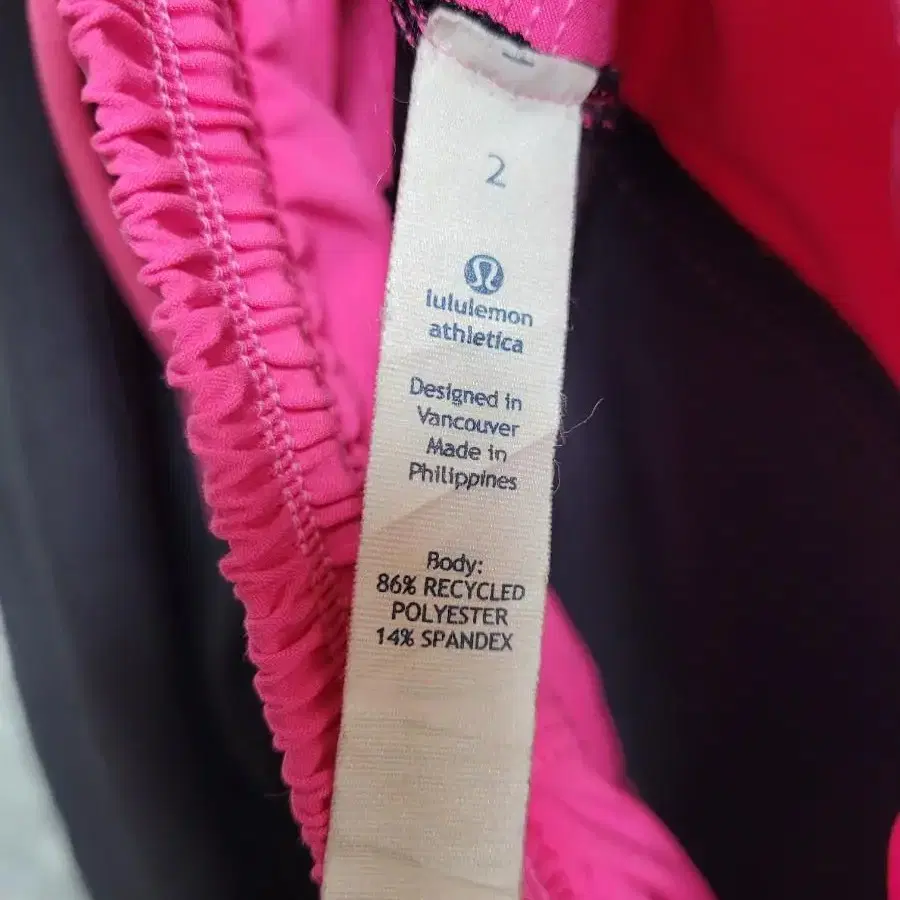 2
lululemon
athletica
Designed in
Vancouver
Made in
Philippines
Body:
86% RECYCLED
POLYESTER
14% SPANDEX